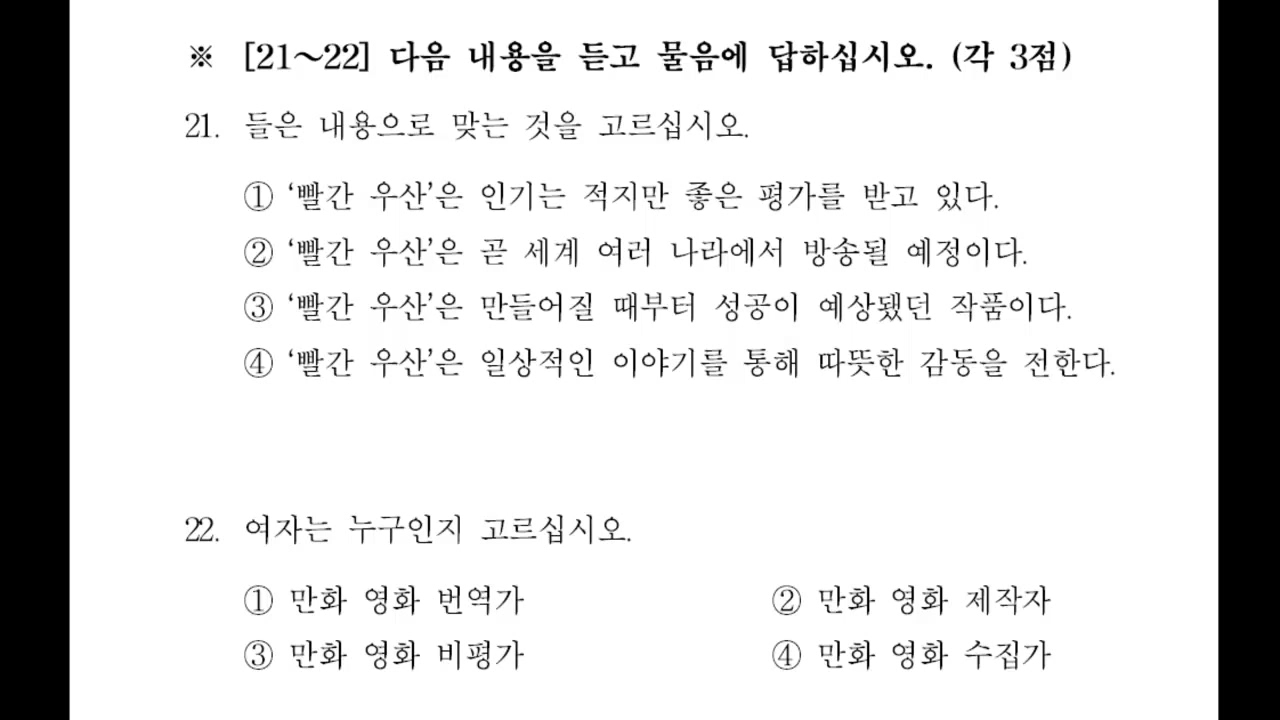 ※ [21～22] 다음 내용을 듣고 물음에 답하십시오. (각 3점)
21. 들은 내용으로 맞는 것을 고르십시오.
① ‘빨간 우산’은 인기는 적지만 좋은 평가를 받고 있다.
② ‘빨간 우산’은 곧 세계 여러 나라에서 방송될 예정이다.
③ ‘빨간 우산’은 만들어질 때부터 성공이 예상됐던 작품이다.
④ ‘빨간 우산’은 일상적인 이야기를 통해 따뜻한 감동을 전한다.
22. 여자는 누구인지 고르십시오.
① 만화 영화 번역가 ② 만화 영화 제작자
③ 만화 영화 비평가 ④ 만화 영화 수집가